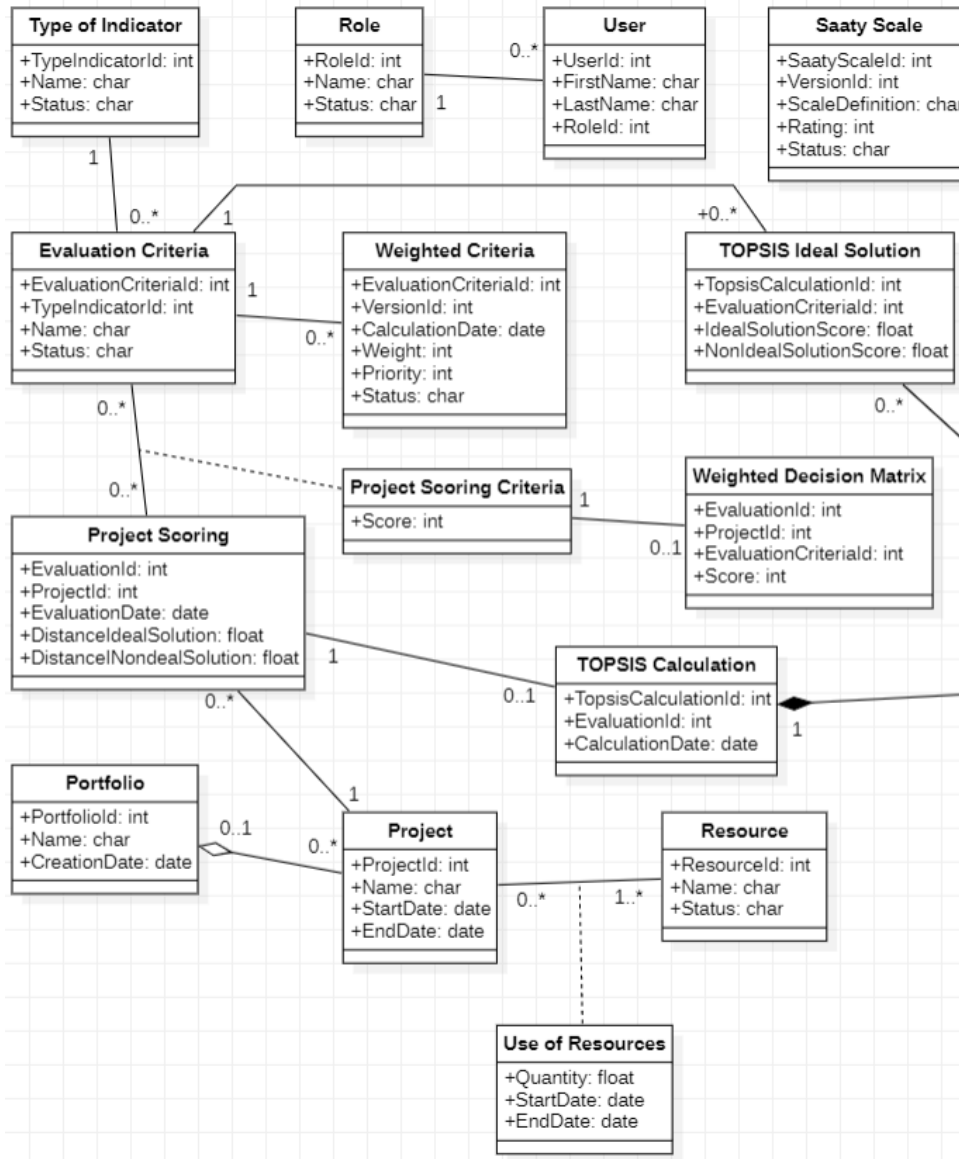 Type of Indicator
+TypeIndicatorId: int
+Name: char
+Status: char
Role
+RoleId: int
+Name: char
+Status: char
User
+UserId: int
+FirstName: char
+LastName: char
+RoleId: int
Saaty Scale
+SaatyScaleId: int
+VersionId: int
+ScaleDefinition: char
+Rating: int
+Status: char
0..*
1
1
0..*
1
+0..*
Evaluation Criteria
+EvaluationCriteriaId: int
+TypeIndicatorId: int
+Name: char
+Status: char
1
0..*
Weighted Criteria
+EvaluationCriteriaId: int
+VersionId: int
+CalculationDate: date
+Weight: int
+Priority: int
+Status: char
TOPSIS Ideal Solution
+TopsisCalculationId: int
+EvaluationCriteriaId: int
+IdealSolutionScore: float
+NonIdealSolutionScore: float
0..*
0..*
0..*
Project Scoring Criteria
+Score: int
1
0..1
Weighted Decision Matrix
+EvaluationId: int
+ProjectId: int
+EvaluationCriteriaId: int
+Score: int
Project Scoring
+EvaluationId: int
+ProjectId: int
+EvaluationDate: date
+DistanceIdealSolution: float
+DistanceINondealSolution: float
1
0..1
TOPSIS Calculation
+TopsisCalculationId: int
+EvaluationId: int
+CalculationDate: date
1
0..*
1
Portfolio
+PortfolioId: int
+Name: char
+CreationDate: date
0..1
0..*
Project
+ProjectId: int
+Name: char
+StartDate: date
+EndDate: date
0..*
1..*
Resource
+ResourceId: int
+Name: char
+Status: char
Use of Resources
+Quantity: float
+StartDate: date
+EndDate: date